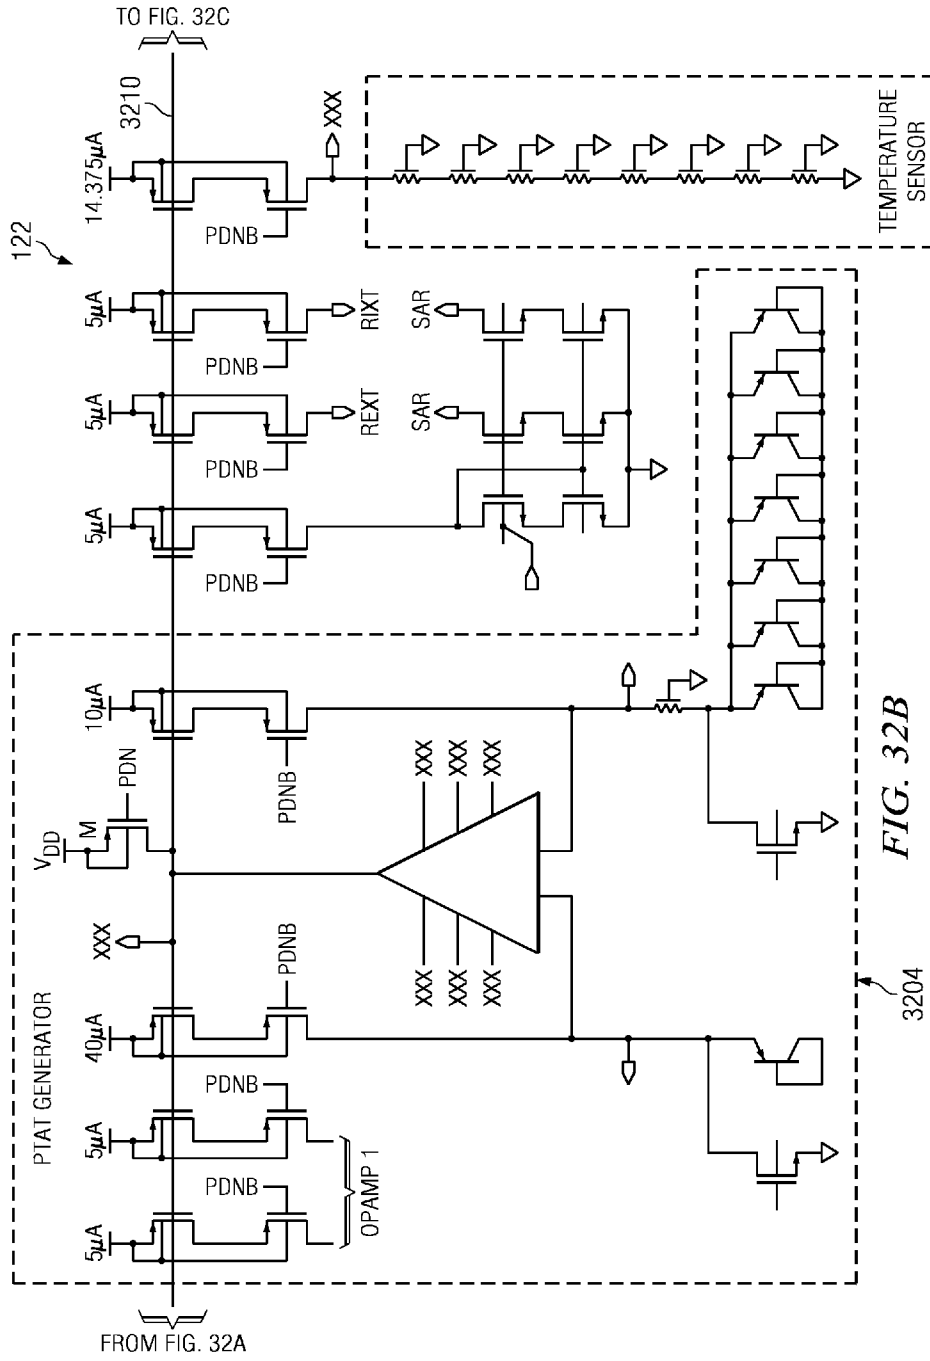 TO FIG. 32C
3210
122
14.375µA
XXX
PDNB
TEMPERATURE
SENSOR
5µA
PDNB
RIXT
SAR
5µA
PDNB
REXT
SAR
5µA
PDNB
10µA
PDNB
VDD
M
PDN
XXX
XXX
XXX
XXX
XXX
XXX
XXX
40µA
PDNB
PTAT GENERATOR
5µA
PDNB
5µA
PDNB
OPAMP 1
3204
FROM FIG. 32A
FIG. 32B